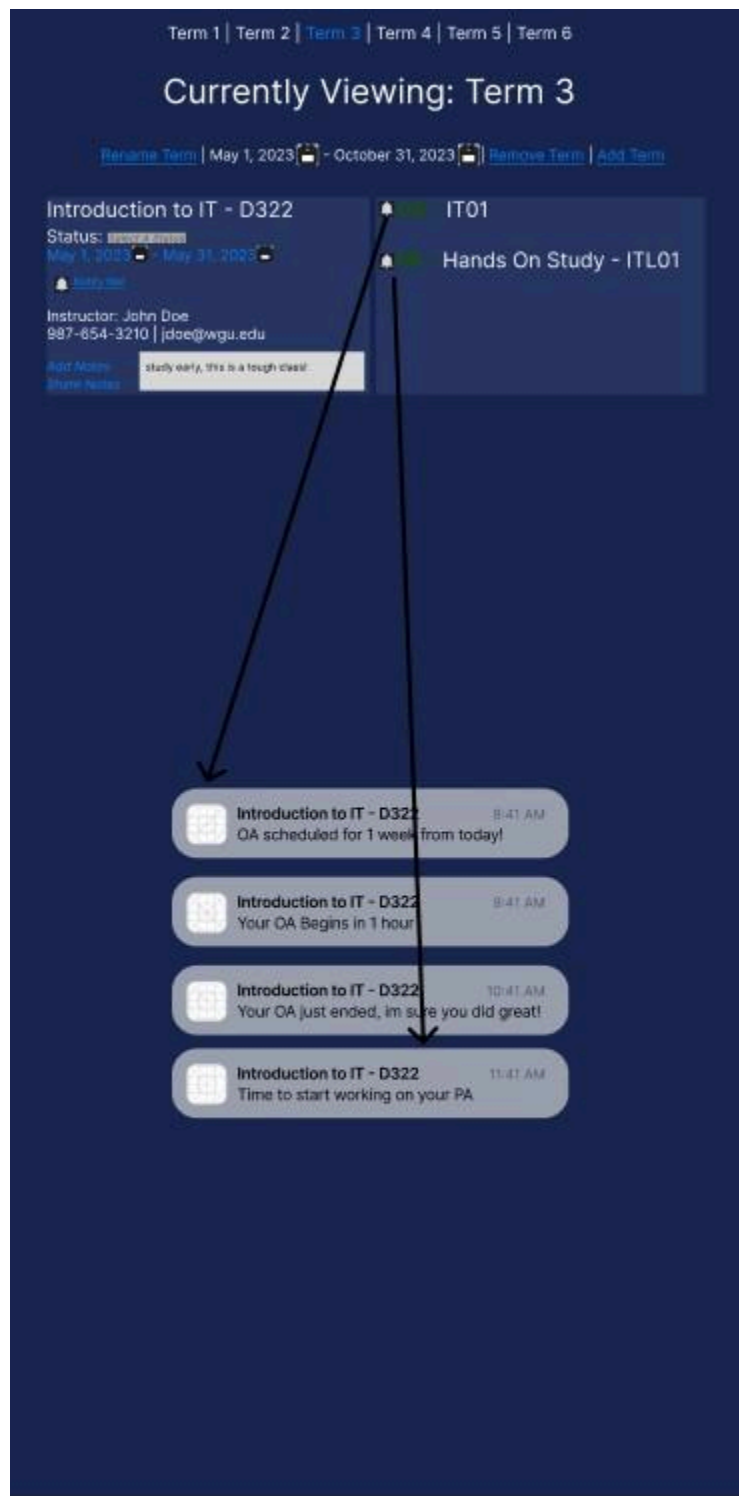 Term 1 | Term 2 | Term 3 | Term 4 | Term 5 | Term 6
Currently Viewing: Term 3
Rename Term | May 1, 2023 - October 31, 2023 | Remove Term | Add Term
Introduction to IT - D322
Status:
May 1, 2023 - May 31, 2023
Notify Me!
Instructor: John Doe
987-654-3210 | jdoe@wgu.edu
Add Notes
Share Notes
study early, this is a tough class!
IT01
Hands On Study - ITL01
Introduction to IT - D322 9:41 AM
OA scheduled for 1 week from today!
Introduction to IT - D322 9:41 AM
Your OA Begins in 1 hour
Introduction to IT - D322 10:41 AM
Your OA just ended, im sure you did great!
Introduction to IT - D322 11:41 AM
Time to start working on your PA